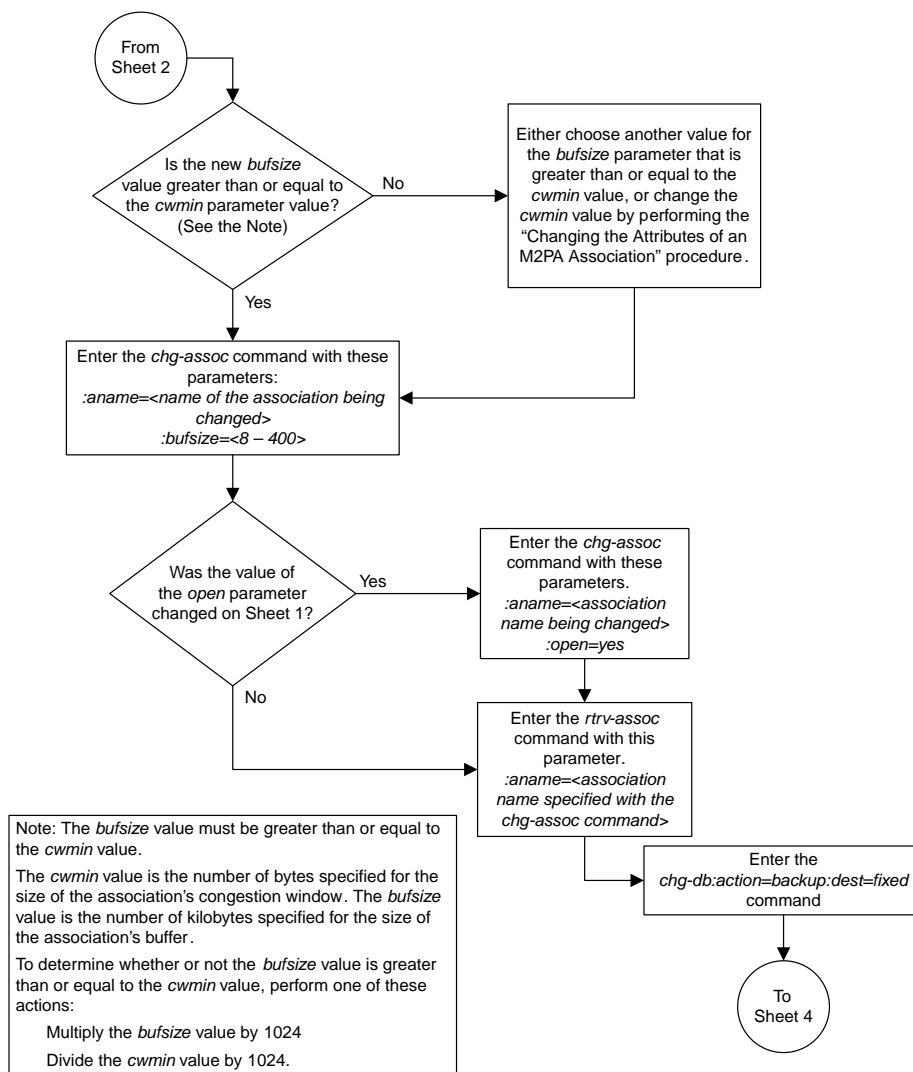 From
Sheet 2
Is the new bufsize
value greater than or equal to
the cwmin parameter value?
(See the Note)
No
Either choose another value for
the bufsize parameter that is
greater than or equal to the
cwmin value, or change the
cwmin value by performing the
“Changing the Attributes of an
M2PA Association” procedure.
Yes
Enter the chg-assoc command with these
parameters:
:aname=<name of the association being
changed>
:bufsize=<8 – 400>
Was the value of
the open parameter
changed on Sheet 1?
Yes
Enter the chg-assoc
command with these
parameters.
:aname=<association
name being changed>
:open=yes
No
Enter the rtrv-assoc
command with this
parameter.
:aname=<association
name specified with the
chg-assoc command>
Enter the
chg-db:action=backup:dest=fixed
command
To
Sheet 4
Note: The bufsize value must be greater than or equal to
the cwmin value.
The cwmin value is the number of bytes specified for the
size of the association’s congestion window. The bufsize
value is the number of kilobytes specified for the size of
the association’s buffer.
To determine whether or not the bufsize value is greater
than or equal to the cwmin value, perform one of these
actions:
Multiply the bufsize value by 1024
Divide the cwmin value by 1024.